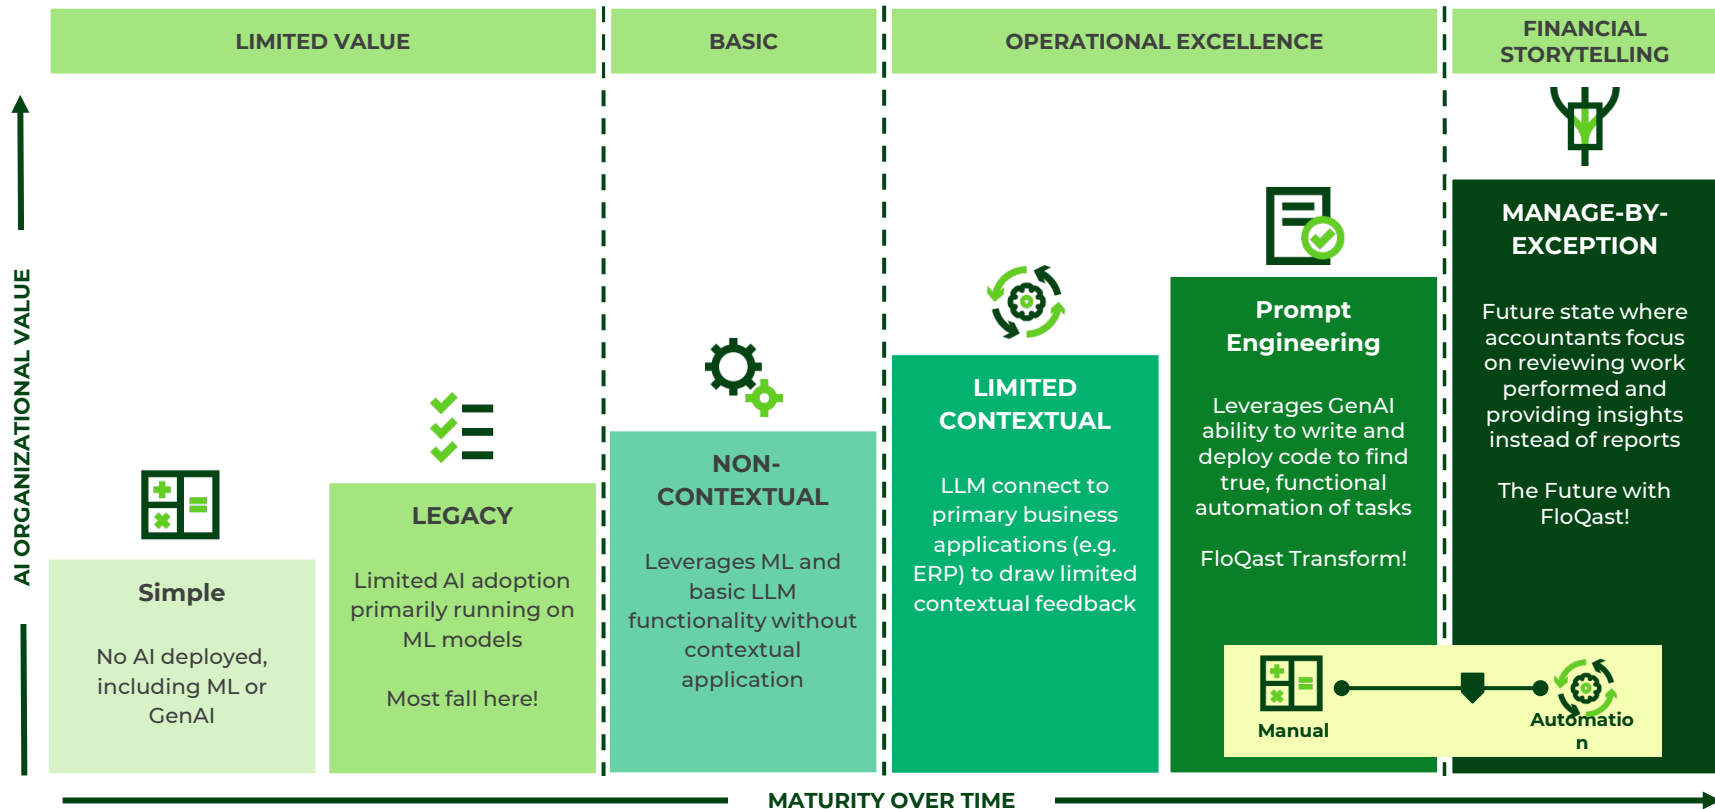 LIMITED VALUE
BASIC
OPERATIONAL EXCELLENCE
FINANCIAL
STORYTELLING
AI ORGANIZATIONAL VALUE
Simple
No AI deployed,
including ML or
GenAI
LEGACY
Limited AI adoption
primarily running on
ML models
Most fall here!
NON-
CONTEXTUAL
Leverages ML and
basic LLM
functionality without
contextual
application
LIMITED
CONTEXTUAL
LLM connect to
primary business
applications (e.g.
ERP) to draw limited
contextual feedback
Prompt
Engineering
Leverages GenAI
ability to write and
deploy code to find
true, functional
automation of tasks
FloQast Transform!
MANAGE-BY-
EXCEPTION
Future state where
accountants focus
on reviewing work
performed and
providing insights
instead of reports
The Future with
FloQast!
Manual
Automatio
n
MATURITY OVER TIME